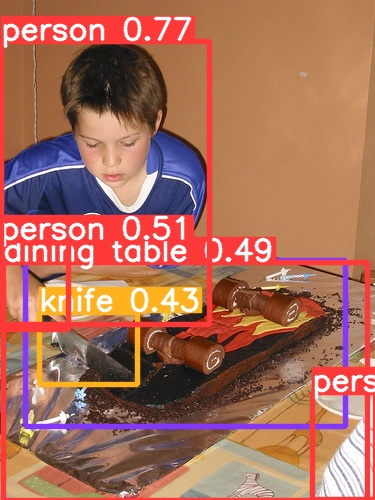 person 0.77
person 0.51
dining table 0.49
knife 0.43
pers